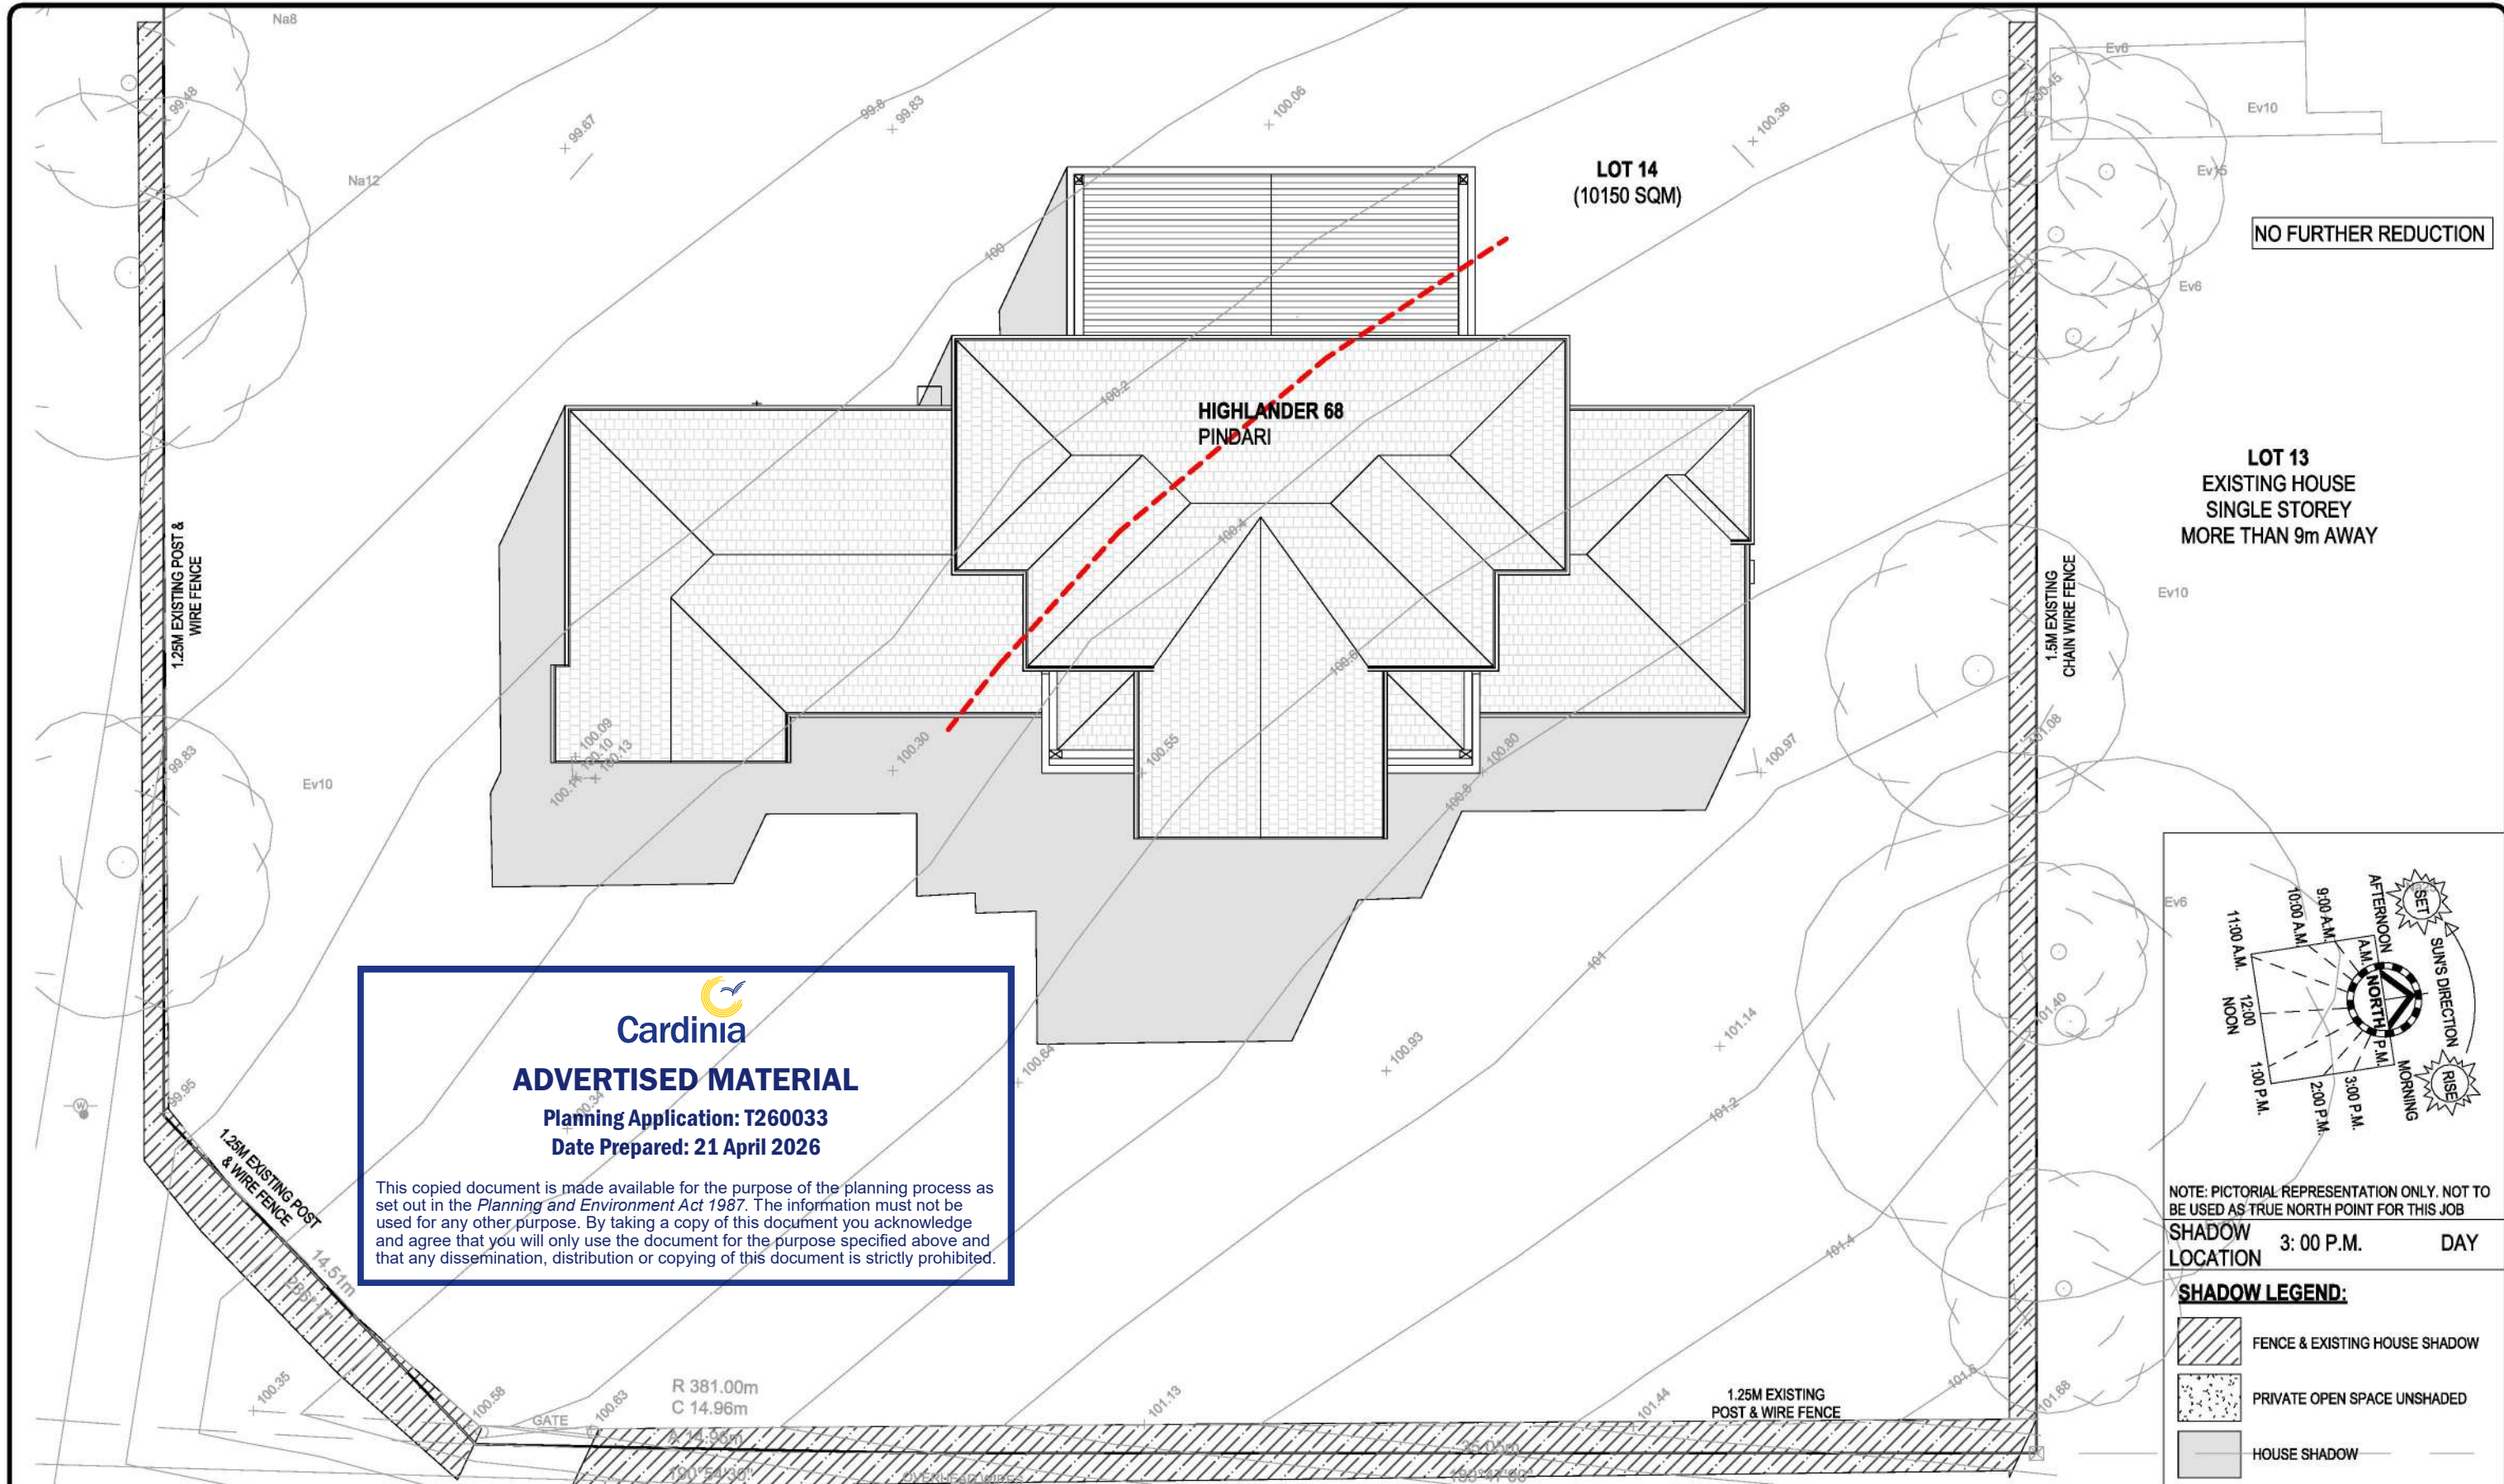 Na8
Ev6
99.48
99.67
99.8
99.83
100.06
100.36
100.45
Ev10
Na12
LOT 14
(10150 SQM)
Ev15
NO FURTHER REDUCTION
100
Ev6
100.2
HIGHLANDER 68
PINDARI
LOT 13
EXISTING HOUSE
SINGLE STOREY
MORE THAN 9m AWAY
1.25M EXISTING POST &
WIRE FENCE
100.4
1.5M EXISTING
CHAIN WIRE FENCE
Ev10
100.6
100.09
100.10
100.13
100.30
100.55
100.80
100.97
101.08
99.83
Ev10
100.8
Ev6
101
Cardinia
ADVERTISED MATERIAL
Planning Application: T260033
Date Prepared: 21 April 2026
This copied document is made available for the purpose of the planning process as
set out in the Planning and Environment Act 1987. The information must not be
used for any other purpose. By taking a copy of this document you acknowledge
and agree that you will only use the document for the purpose specified above and
that any dissemination, distribution or copying of this document is strictly prohibited.
100.34
100.64
100.93
101.14
101.40
101.2
101.4
99.95
W
1.25M EXISTING POST
& WIRE FENCE
14.51m
100.35
100.58
GATE
100.63
R 381.00m
C 14.96m
A 14.96m
190°54'30"
OVERHEAD WIRES
101.13
101.44
1.25M EXISTING
POST & WIRE FENCE
101.6
101.68
SET
AFTERNOON
SUN'S DIRECTION
RISE
MORNING
9:00 A.M.
10:00 A.M.
11:00 A.M.
12:00
NOON
1:00 P.M.
2:00 P.M.
3:00 P.M.
A.M.
NORTH
P.M.
NOTE: PICTORIAL REPRESENTATION ONLY. NOT TO
BE USED AS TRUE NORTH POINT FOR THIS JOB
SHADOW
LOCATION
3: 00 P.M.
DAY
SHADOW LEGEND:
FENCE & EXISTING HOUSE SHADOW
PRIVATE OPEN SPACE UNSHADED
HOUSE SHADOW